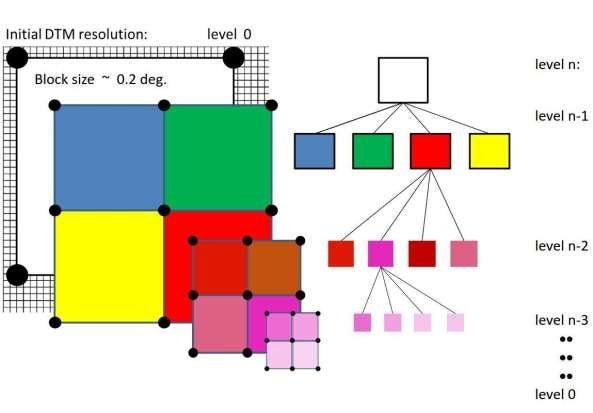 Initial DTM resolution: level 0
Block size ~ 0.2 deg.
level n:
level n-1
level n-2
level n-3
level 0